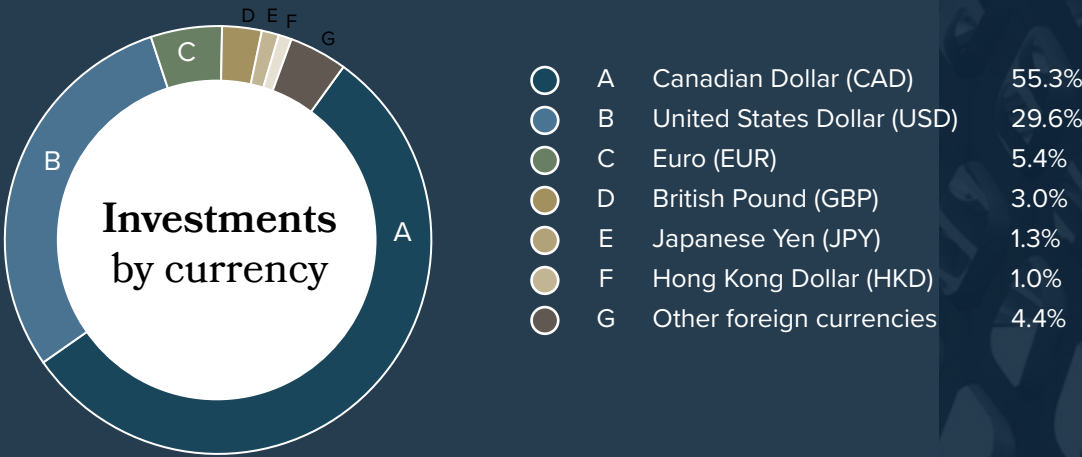 D E F
G
C
B
A
Investments
by currency
A Canadian Dollar (CAD) 55.3%
B United States Dollar (USD) 29.6%
C Euro (EUR) 5.4%
D British Pound (GBP) 3.0%
E Japanese Yen (JPY) 1.3%
F Hong Kong Dollar (HKD) 1.0%
G Other foreign currencies 4.4%